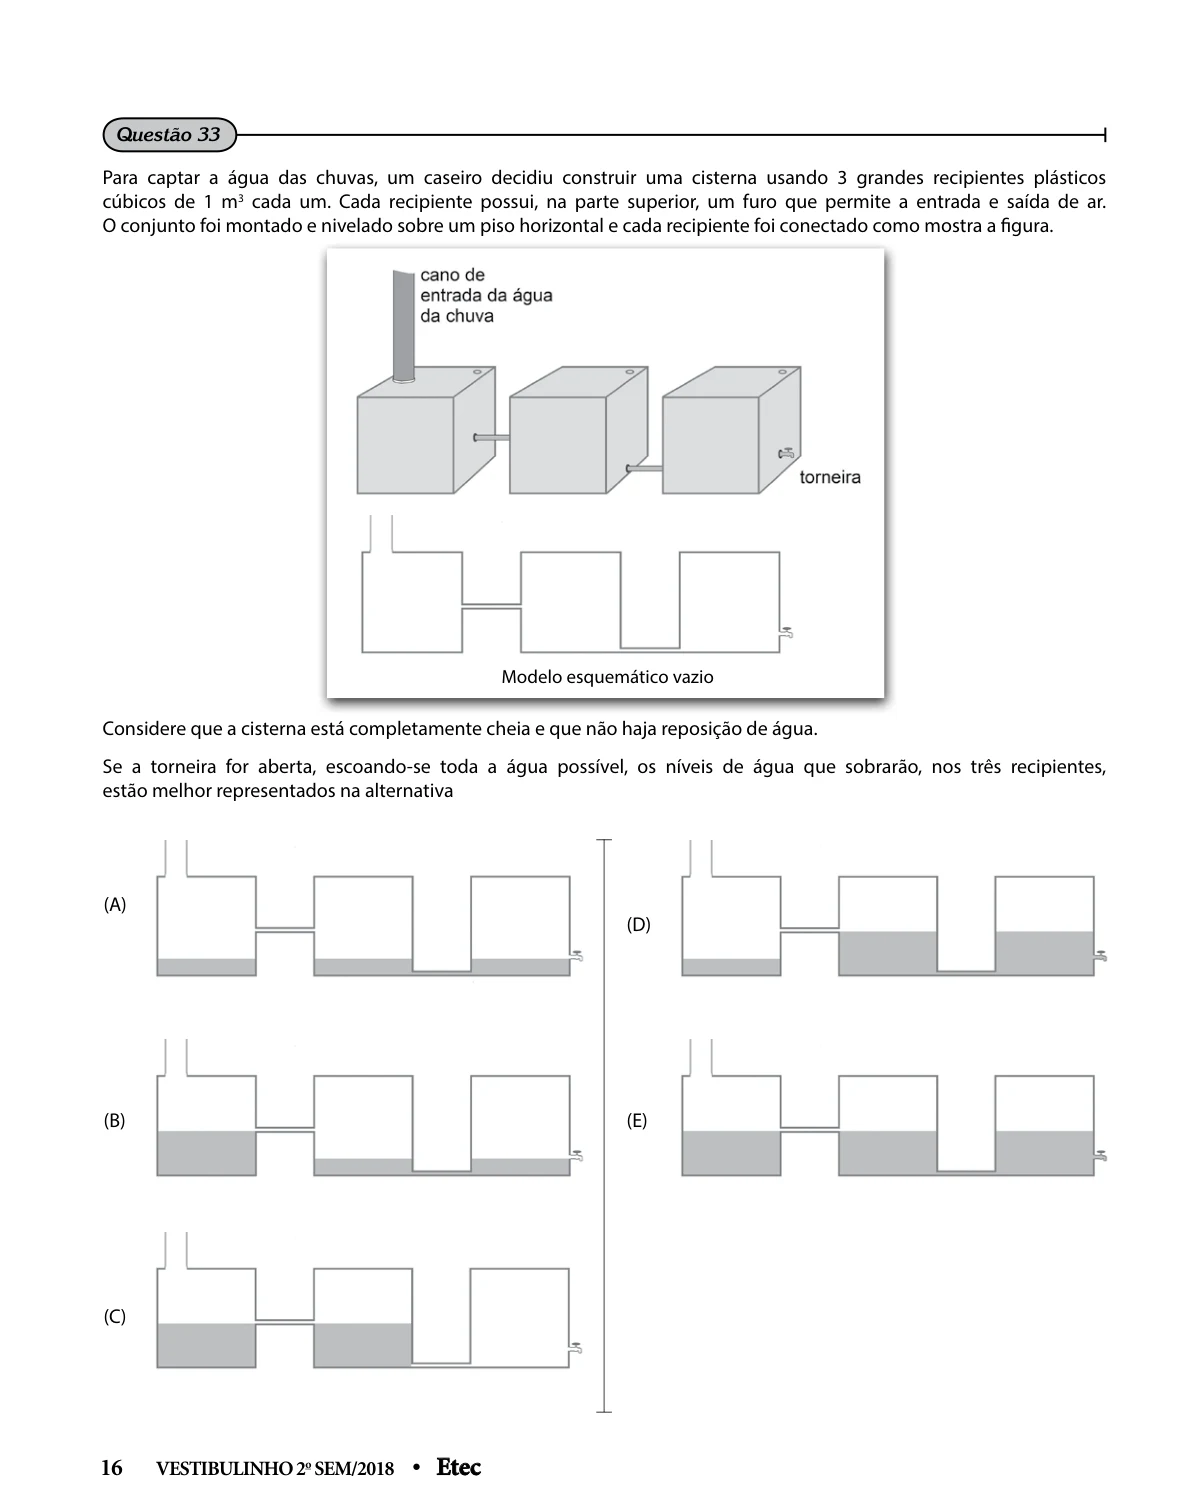 Questão 33
Para captar a água das chuvas, um caseiro decidiu construir uma cisterna usando 3 grandes recipientes plásticos
cúbicos de 1 m³ cada um. Cada recipiente possui, na parte superior, um furo que permite a entrada e saída de ar.
O conjunto foi montado e nivelado sobre um piso horizontal e cada recipiente foi conectado como mostra a figura.
cano de
entrada da água
da chuva
torneira
Modelo esquemático vazio
Considere que a cisterna está completamente cheia e que não haja reposição de água.
Se a torneira for aberta, escoando-se toda a água possível, os níveis de água que sobrarão, nos três recipientes,
estão melhor representados na alternativa
(A)
(B)
(C)
(D)
(E)
16 VESTIBULINHO 2º SEM/2018 • Etec